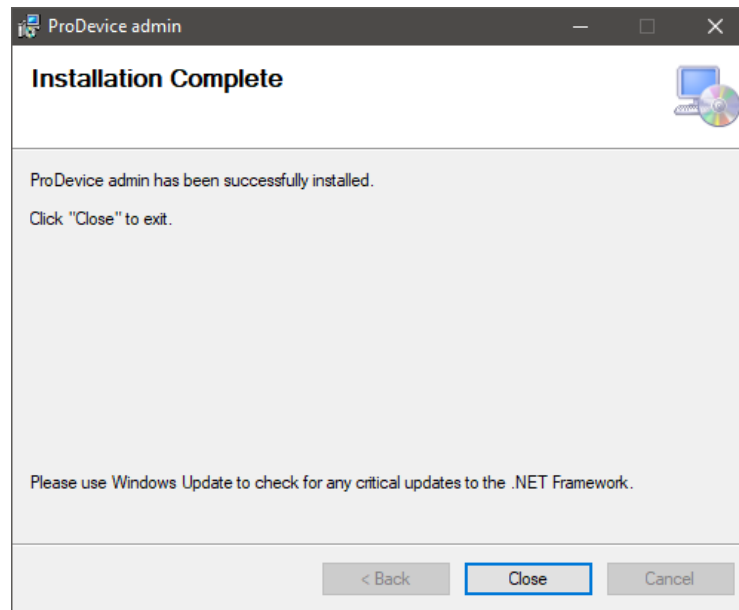 ProDevice admin
Installation Complete
ProDevice admin has been successfully installed.
Click "Close" to exit.
Please use Windows Update to check for any critical updates to the .NET Framework.
< Back
Close
Cancel